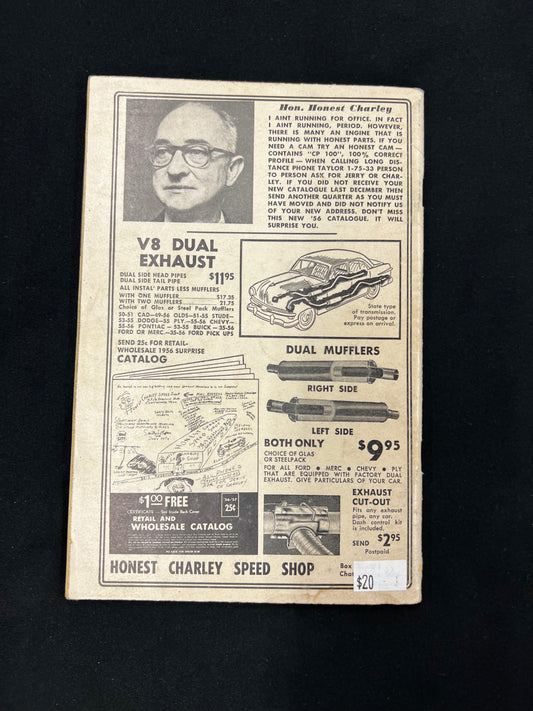 Hon. Honest Charley
I AINT RUNNING FOR OFFICE. IN FACT
I AINT RUNNING, PERIOD. HOWEVER,
THERE IS MANY AN ENGINE THAT IS
RUNNING WITH HONEST PARTS. IF YOU
NEED A CAM TRY AN HONEST CAM —
CONTAINS "CP 100", 100% CORRECT
PROFILE — WHEN CALLING LONG DIS-
TANCE PHONE TAYLOR 1-75-33 PERSON
TO PERSON ASK FOR JERRY OR CHAR-
LEY. IF YOU DID NOT RECEIVE YOUR
NEW CATALOGUE LAST DECEMBER THEN
SEND ANOTHER QUARTER AS YOU MUST
HAVE MOVED AND DID NOT NOTIFY US
OF YOUR NEW ADDRESS. DON'T MISS
THIS NEW '56 CATALOGUE. IT WILL
SURPRISE YOU.
V8 DUAL
EXHAUST
DUAL SIDE HEAD PIPES
DUAL SIDE TAIL PIPE
$11.95
ALL INSTAL' PARTS LESS MUFFLERS
WITH ONE MUFFLER $17.35
WITH TWO MUFFLERS 21.75
Choice of Glas or Steel Pack Mufflers
50-51 CAD—49-56 OLDS—51-55 STUDE—
53-55 DODGE—55 PLY—55-56 CHEVY—
55-56 PONTIAC — 53-55 BUICK — 35-56
FORD OR MERC.—35-56 FORD PICK UPS
State type
of transmission.
Pay postage or
express on arrival.
SEND 25c FOR RETAIL-
WHOLESALE 1956 SURPRISE
CATALOG
DUAL MUFFLERS
RIGHT SIDE
LEFT SIDE
BOTH ONLY
$9.95
CHOICE OF GLAS
OR STEELPACK
FOR ALL FORD • MERC • CHEVY • PLY
THAT ARE EQUIPPED WITH FACTORY DUAL
EXHAUST. GIVE PARTICULARS OF YOUR CAR.
$1.00 FREE
CERTIFICATE — See Inside Back Cover
25¢
RETAIL AND
WHOLESALE CATALOG
EXHAUST
CUT-OUT
Fits any exhaust
pipe, any car.
Dash control kit
is included.
SEND $2.95
Postpaid
HONEST CHARLEY SPEED SHOP
Box
$20